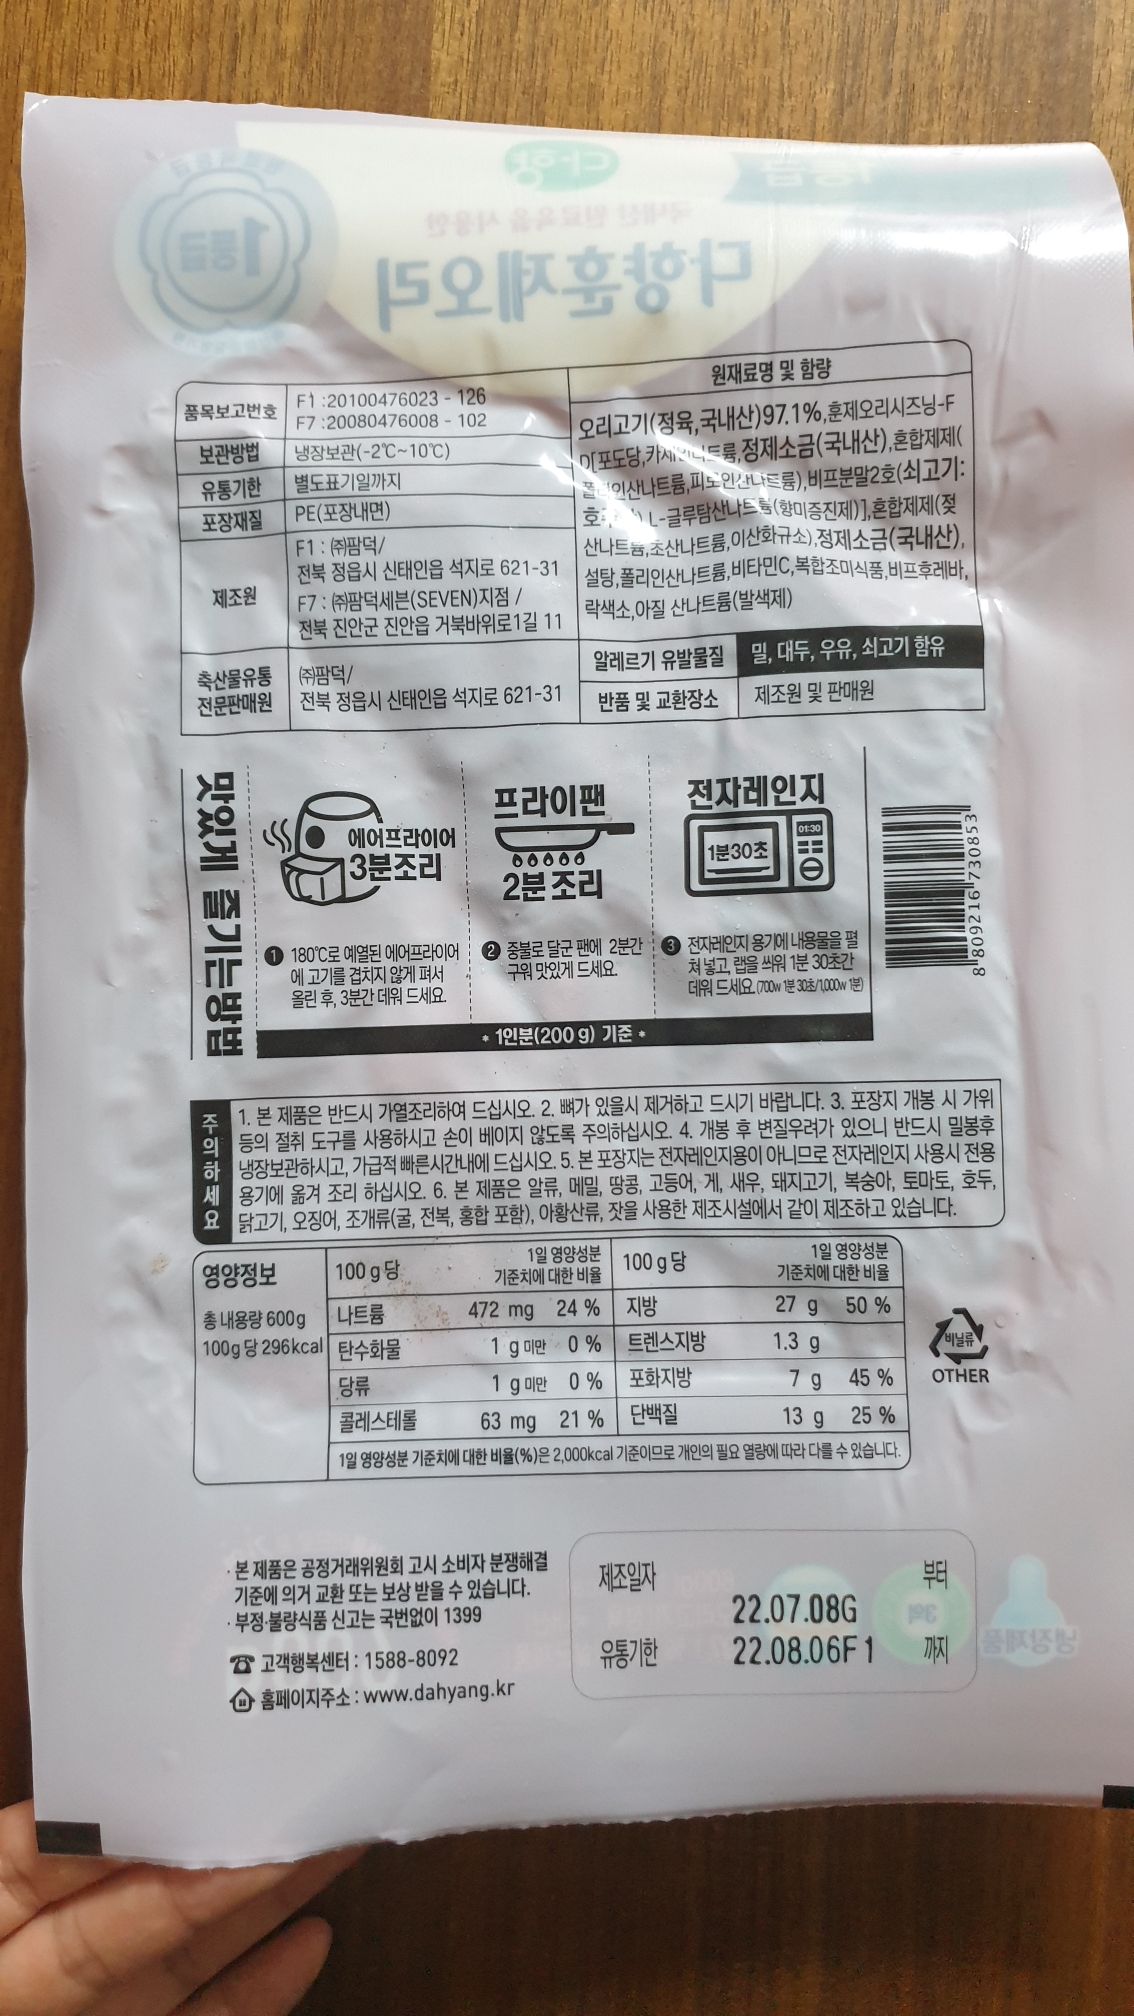 다향
국내산 원료육을 사용한
다향훈제오리
1등급
1등급
품목보고번호
F1 :20100476023 - 126
F7 :20080476008 - 102
보관방법
냉장보관(-2℃~10℃)
유통기한
별도표기일까지
포장재질
PE(포장내면)
제조원
F1 : ㈜팜덕/
전북 정읍시 신태인읍 석지로 621-31
F7 : ㈜팜덕세븐(SEVEN)지점 /
전북 진안군 진안읍 거북바위로1길 11
축산물유통
전문판매원
㈜팜덕/
전북 정읍시 신태인읍 석지로 621-31
원재료명 및 함량
오리고기(정육,국내산)97.1%,훈제오리시즈닝-F
D[포도당,정제소금(국내산),혼합제제(
비프분말2호(쇠고기:
L-글루탐산나트륨(향미증진제)],혼합제제(젖
산나트륨,초산나트륨,이산화규소),정제소금(국내산),
설탕,폴리인산나트륨,비타민C,복합조미식품,비프후레바,
락색소,아질 산나트륨(발색제)
알레르기 유발물질
밀, 대두, 우유, 쇠고기 함유
반품 및 교환장소
제조원 및 판매원
맛있게 즐기는방법
에어프라이어
3분조리
❶ 180℃로 예열된 에어프라이어
에 고기를 겹치지 않게 펴서
올린 후, 3분간 데워 드세요.
프라이팬
2분 조리
❷ 중불로 달군 팬에 2분간
구워 맛있게 드세요.
전자레인지
01:30
1분30초
❸ 전자레인지 용기에 내용물을 펼
쳐 넣고, 랩을 씌워 1분 30초간
데워 드세요. (700w 1분 30초/1,000w 1분)
* 1인분(200 g) 기준 *
8 809216 730853
주의하세요
1. 본 제품은 반드시 가열조리하여 드십시오. 2. 뼈가 있을시 제거하고 드시기 바랍니다. 3. 포장지 개봉 시 가위
등의 절취 도구를 사용하시고 손이 베이지 않도록 주의하십시오. 4. 개봉 후 변질우려가 있으니 반드시 밀봉후
냉장보관하시고, 가급적 빠른시간내에 드십시오. 5. 본 포장지는 전자레인지용이 아니므로 전자레인지 사용시 전용
용기에 옮겨 조리 하십시오. 6. 본 제품은 알류, 메밀, 땅콩, 고등어, 게, 새우, 돼지고기, 복숭아, 토마토, 호두,
닭고기, 오징어, 조개류(굴, 전복, 홍합 포함), 아황산류, 잣을 사용한 제조시설에서 같이 제조하고 있습니다.
영양정보
총 내용량 600g
100g 당 296kcal
100 g 당 1일 영양성분 기준치에 대한 비율
나트륨 472 mg 24 %
탄수화물 1 g 미만 0 %
당류 1 g 미만 0 %
콜레스테롤 63 mg 21 %
100 g 당 1일 영양성분 기준치에 대한 비율
지방 27 g 50 %
트랜스지방 1.3 g
포화지방 7 g 45 %
단백질 13 g 25 %
1일 영양성분 기준치에 대한 비율(%)은 2,000kcal 기준이므로 개인의 필요 열량에 따라 다를 수 있습니다.
비닐류
OTHER
· 본 제품은 공정거래위원회 고시 소비자 분쟁해결
기준에 의거 교환 또는 보상 받을 수 있습니다.
· 부정·불량식품 신고는 국번없이 1399
☎ 고객행복센터 : 1588-8092
홈페이지주소 : www.dahyang.kr
제조일자 22.07.08G 부터
유통기한 22.08.06F1 까지
냉장제품